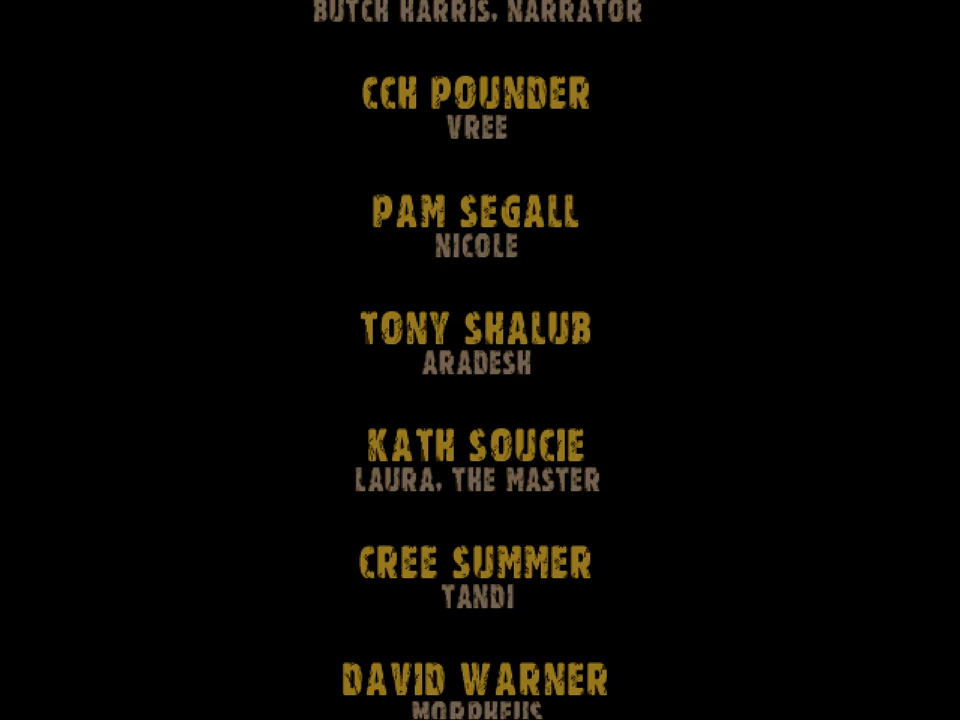 BUTCH HARRIS, NARRATOR
CCH POUNDER
VREE
PAM SEGALL
NICOLE
TONY SHALUB
ARADESH
KATH SOUCIE
LAURA, THE MASTER
CREE SUMMER
TANDI
DAVID WARNER
MORPHEUS